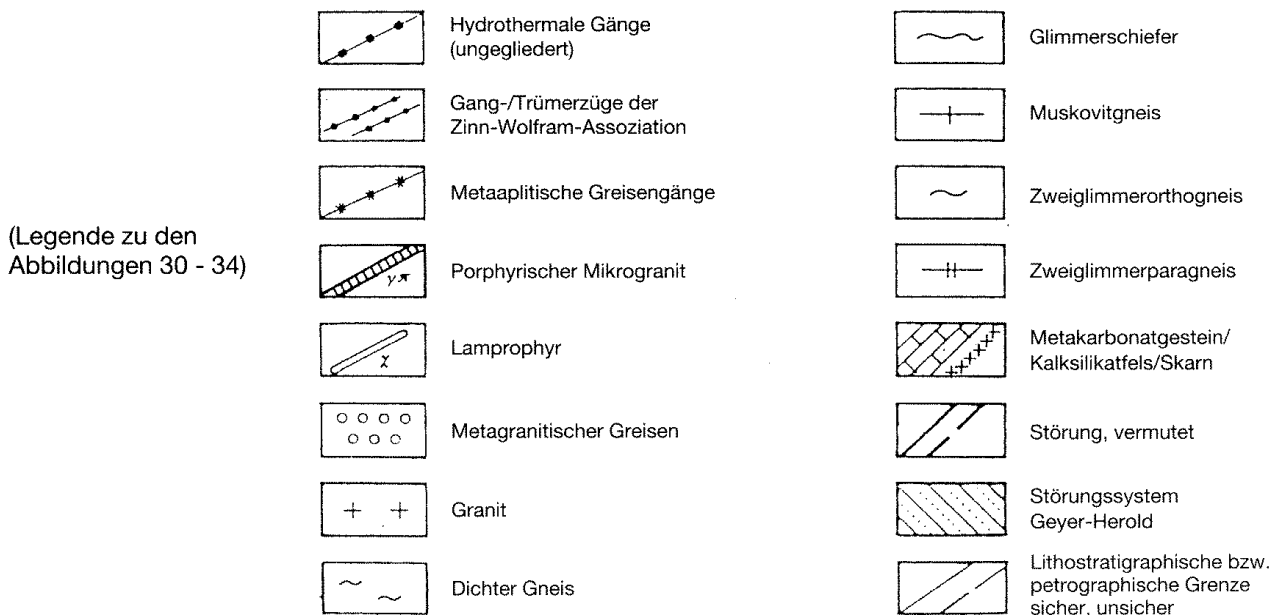 (Legende zu den
Abbildungen 30 - 34)
Hydrothermale Gänge
(ungegliedert)
Gang-/Trümerzüge der
Zinn-Wolfram-Assoziation
Metaaplitische Greisengänge
γπ
Porphyrischer Mikrogranit
χ
Lamprophyr
Metagranitischer Greisen
Granit
Dichter Gneis
Glimmerschiefer
Muskovitgneis
Zweiglimmerorthogneis
Zweiglimmerparagneis
Metakarbonatgestein/
Kalksilikatfels/Skarn
Störung, vermutet
Störungssystem
Geyer-Herold
Lithostratigraphische bzw.
petrographische Grenze
sicher, unsicher